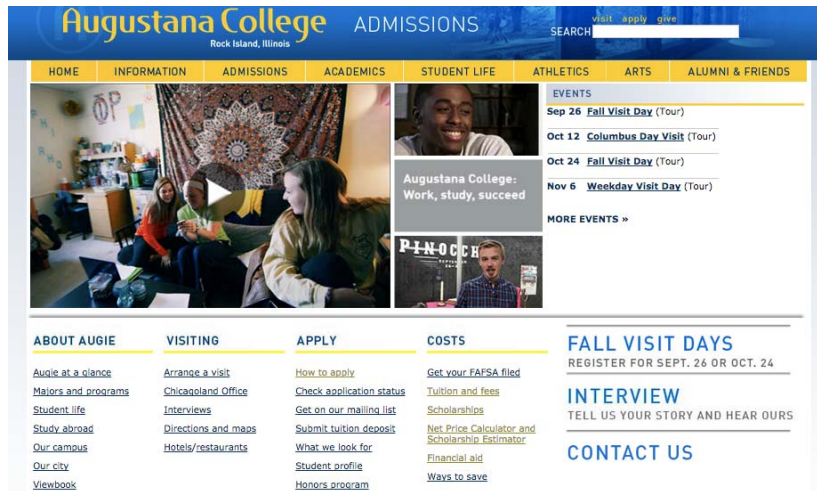 Augustana College
Rock Island, Illinois
ADMISSIONS
visit apply give
SEARCH
HOME INFORMATION ADMISSIONS ACADEMICS STUDENT LIFE ATHLETICS ARTS ALUMNI & FRIENDS
OP
Augustana College:
Work, study, succeed
PINOCCH
EVENTS
Sep 26 Fall Visit Day (Tour)
Oct 12 Columbus Day Visit (Tour)
Oct 24 Fall Visit Day (Tour)
Nov 6 Weekday Visit Day (Tour)
MORE EVENTS »
ABOUT AUGIE
Augie at a glance
Majors and programs
Student life
Study abroad
Our campus
Our city
Viewbook
VISITING
Arrange a visit
Chicagoland Office
Interviews
Directions and maps
Hotels/restaurants
APPLY
How to apply
Check application status
Get on our mailing list
Submit tuition deposit
What we look for
Student profile
Honors program
COSTS
Get your FAFSA filed
Tuition and fees
Scholarships
Net Price Calculator and
Scholarship Estimator
Financial aid
Ways to save
FALL VISIT DAYS
REGISTER FOR SEPT. 26 OR OCT. 24
INTERVIEW
TELL US YOUR STORY AND HEAR OURS
CONTACT US